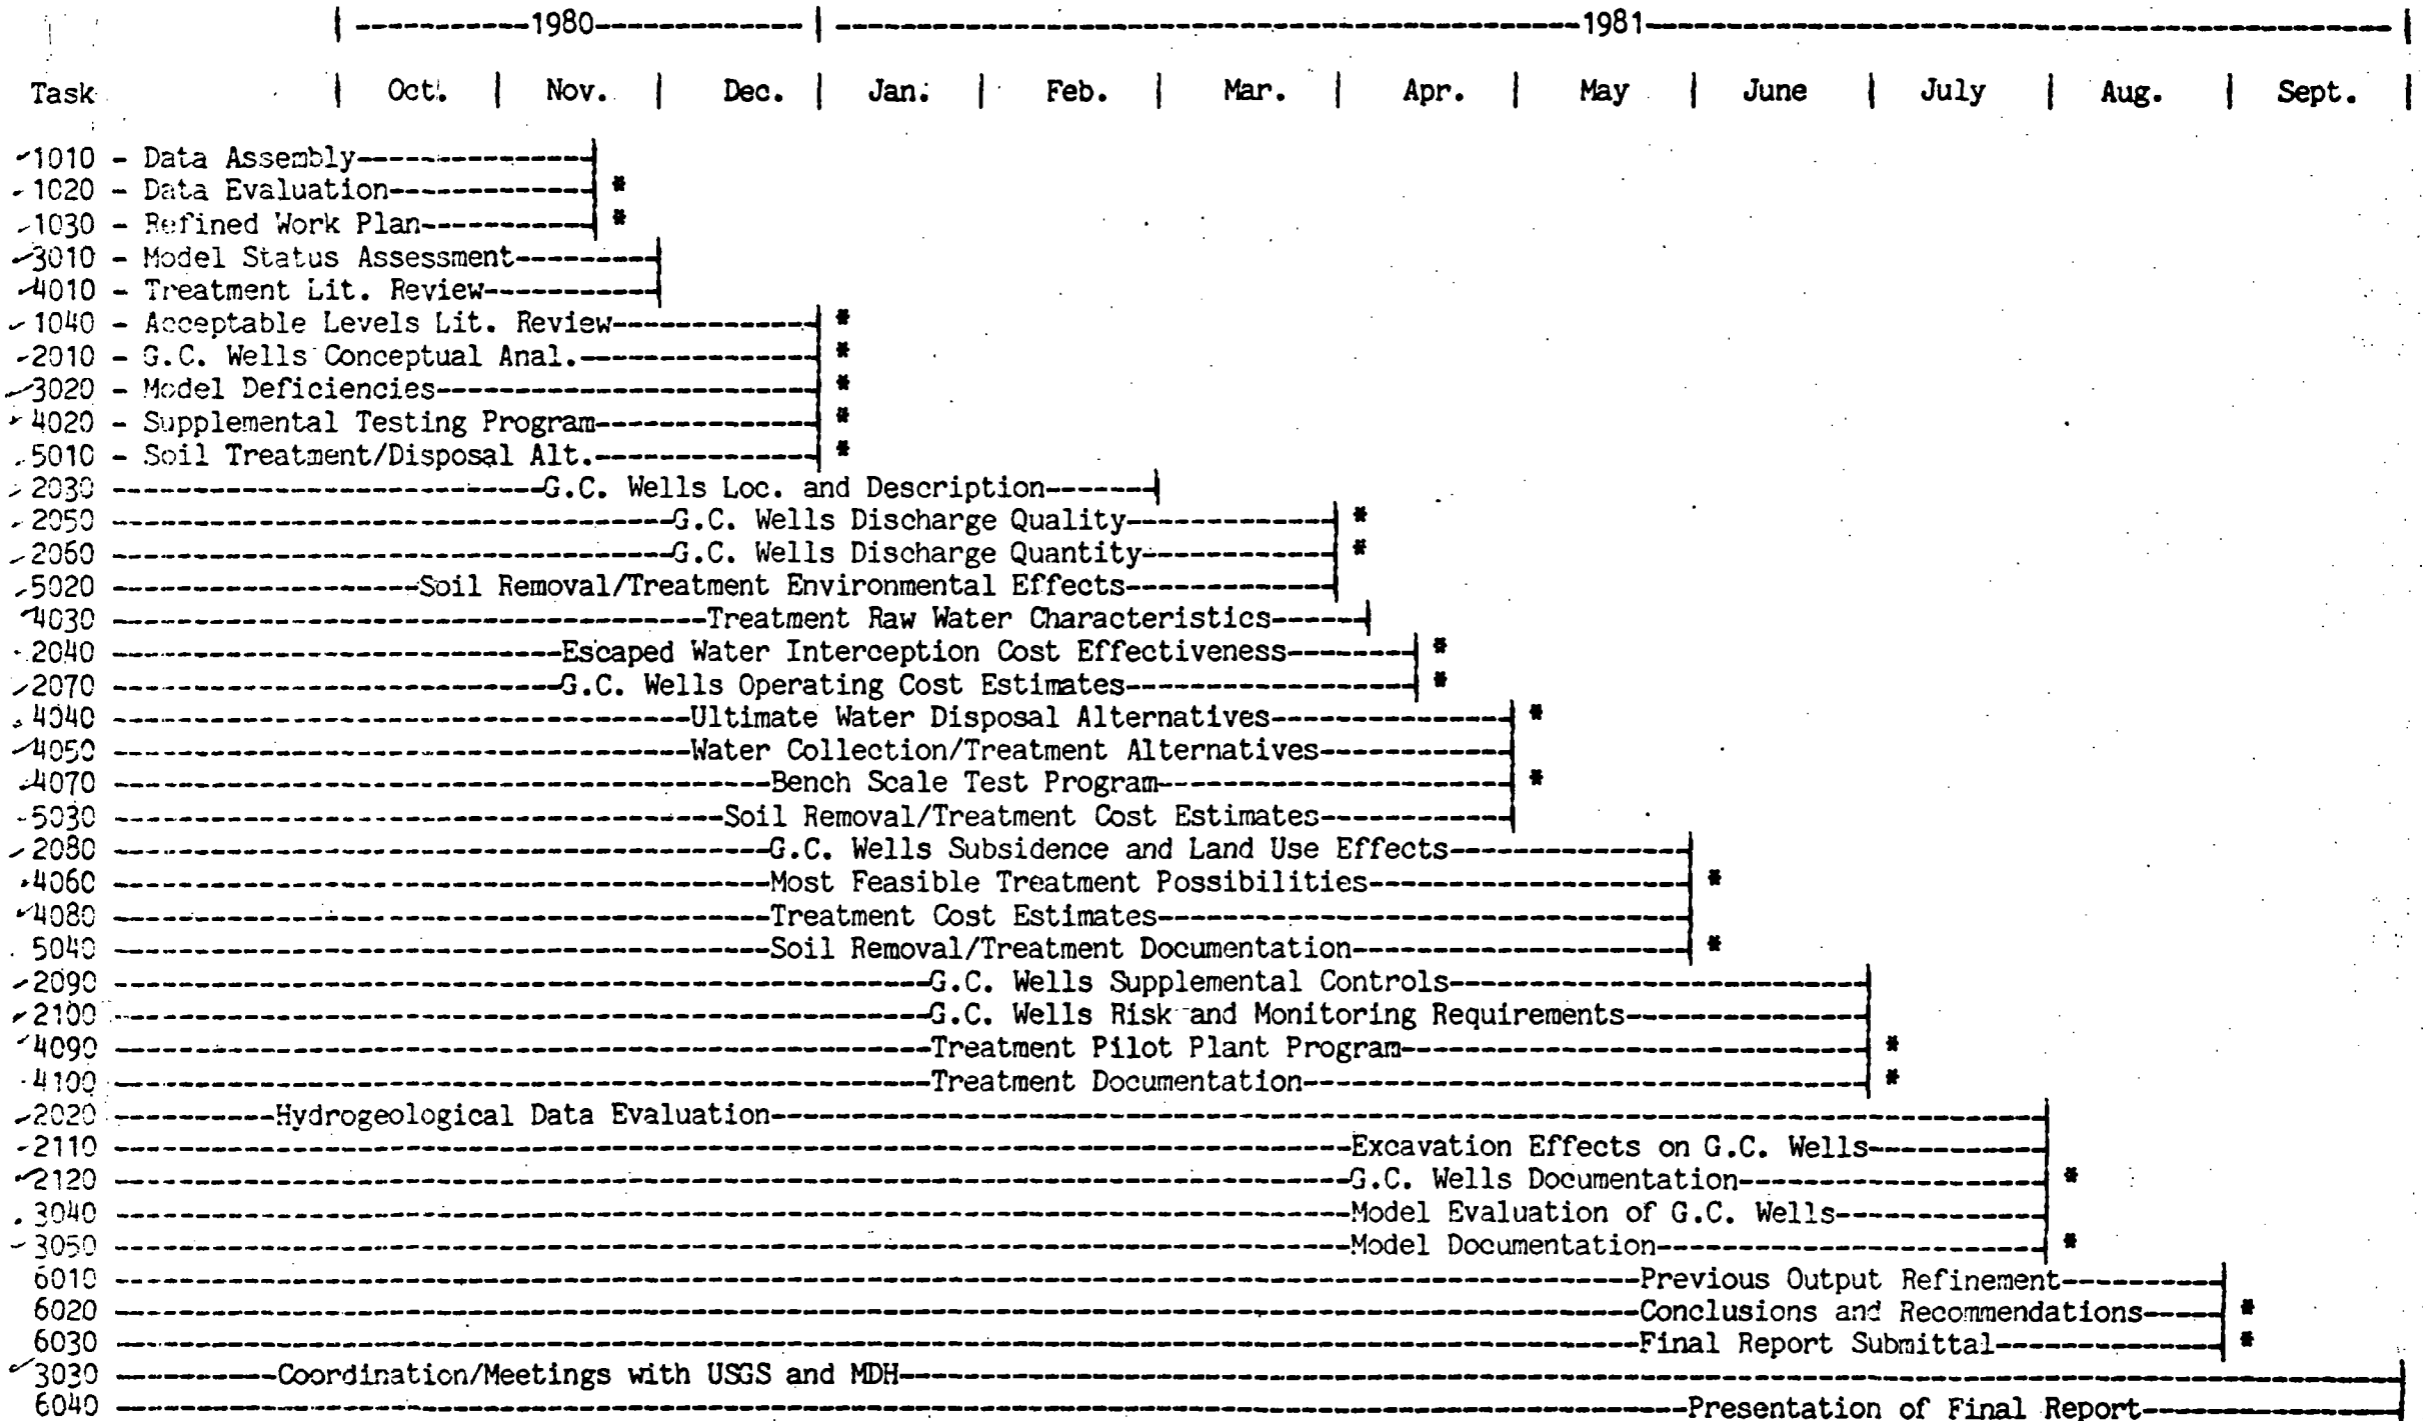 |-----------1980-------------| |-----------------------------------------------1981-----------------------------------------------|
Task | Oct. | Nov. | Dec. | Jan. | Feb. | Mar. | Apr. | May | June | July | Aug. | Sept. |
1010 - Data Assembly---------------|
1020 - Data Evaluation-------------| *
1030 - Refined Work Plan-----------| *
3010 - Model Status Assessment---------|
4010 - Treatment Lit. Review-----------|
1040 - Acceptable Levels Lit. Review-------------| *
2010 - G.C. Wells Conceptual Anal.---------------| *
3020 - Model Deficiencies------------------------| *
4020 - Supplemental Testing Program--------------| *
5010 - Soil Treatment/Disposal Alt.--------------| *
2030 ---------------------------G.C. Wells Loc. and Description-------|
2050 -----------------------------------G.C. Wells Discharge Quality-------------| *
2060 -----------------------------------G.C. Wells Discharge Quantity------------| *
5020 -------------------Soil Removal/Treatment Environmental Effects-------------|
4030 -------------------------------------Treatment Raw Water Characteristics------|
2040 ----------------------------Escaped Water Interception Cost Effectiveness--------| *
2070 ----------------------------G.C. Wells Operating Cost Estimates------------------| *
4040 ------------------------------------Ultimate Water Disposal Alternatives---------------| *
4050 ------------------------------------Water Collection/Treatment Alternatives------------|
4070 -----------------------------------------Bench Scale Test Program----------------------| *
5030 --------------------------------------Soil Removal/Treatment Cost Estimates------------|
2080 -----------------------------------------G.C. Wells Subsidence and Land Use Effects---------------|
4060 -----------------------------------------Most Feasible Treatment Possibilities--------------------| *
4080 -----------------------------------------Treatment Cost Estimates---------------------------------|
5040 -----------------------------------------Soil Removal/Treatment Documentation---------------------| *
2090 ---------------------------------------------------G.C. Wells Supplemental Controls--------------------------|
2100 ---------------------------------------------------G.C. Wells Risk and Monitoring Requirements---------------|
4090 ---------------------------------------------------Treatment Pilot Plant Program-----------------------------| *
4100 ---------------------------------------------------Treatment Documentation-----------------------------------| *
2020 ----------Hydrogeological Data Evaluation--------------------------------------------------------------------------------|
2110 -----------------------------------------------------------------------------Excavation Effects on G.C. Wells-----------|
2120 -----------------------------------------------------------------------------G.C. Wells Documentation-------------------| *
3040 -----------------------------------------------------------------------------Model Evaluation of G.C. Wells-------------|
3050 -----------------------------------------------------------------------------Model Documentation------------------------| *
6010 -----------------------------------------------------------------------------------------------Previous Output Refinement----------|
6020 -----------------------------------------------------------------------------------------------Conclusions and Recommendations-----| *
6030 -----------------------------------------------------------------------------------------------Final Report Submittal--------------| *
3030 ----------Coordination/Meetings with USGS and MDH----------------------------------------------------------------------------------------------|
6040 --------------------------------------------------------------------------------------------------Presentation of Final Report----------------|